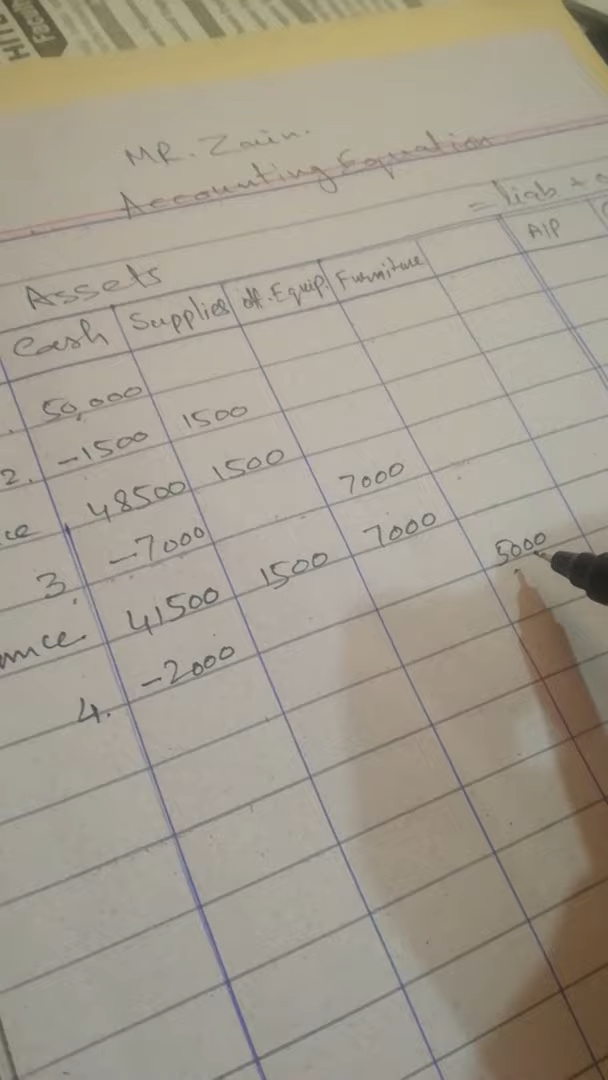 MR. Zain.
Accounting Equation
Assets = liab +
Cash Supplies off. Equip. Furniture A/P
50,000
2. -1500 1500
48500 1500
3. -7000 7000
41500 1500 7000
4. -2000 5000